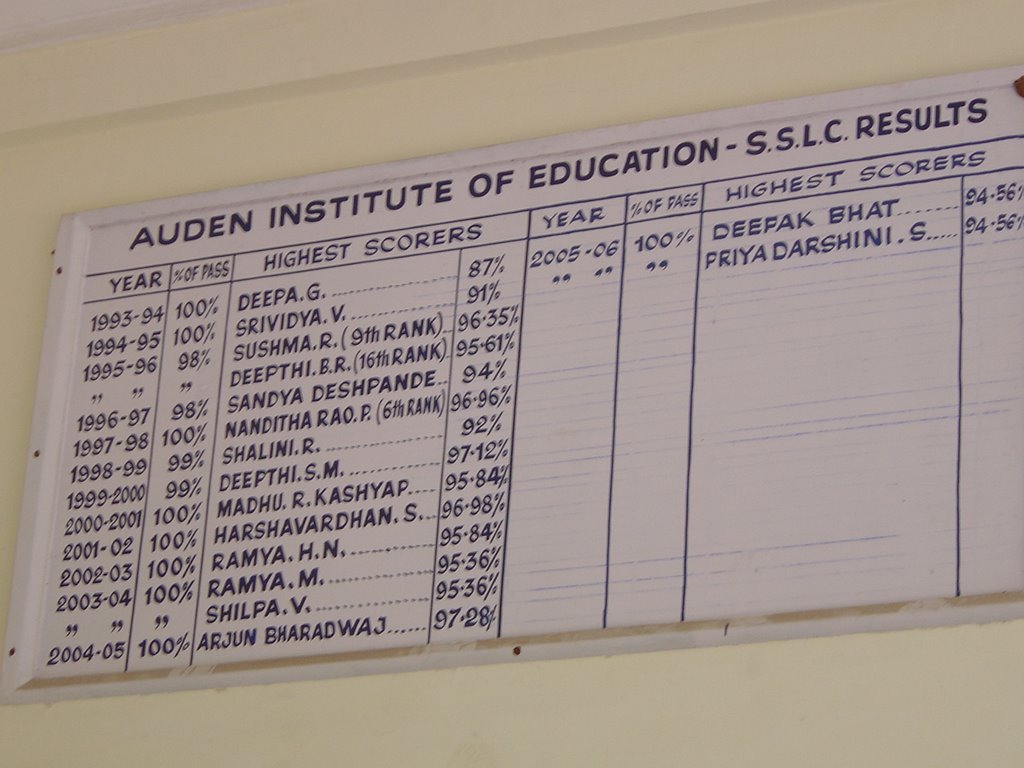 AUDEN INSTITUTE OF EDUCATION - S.S.L.C. RESULTS
YEAR % OF PASS HIGHEST SCORERS
1993-94 100% DEEPA.G. 87%
1994-95 100% SRIVIDYA.V. 91%
1995-96 98% SUSHMA.R. (9th RANK) 96.35%
” ” ” DEEPTHI.B.R. (16th RANK) 95.61%
1996-97 98% SANDYA DESHPANDE 94%
1997-98 100% NANDITHA RAO.P. (6th RANK) 96.96%
1998-99 99% SHALINI.R. 92%
1999-2000 99% DEEPTHI.S.M. 97.12%
2000-2001 100% MADHU.R.KASHYAP 95.84%
2001-02 100% HARSHAVARDHAN.S. 96.98%
2002-03 100% RAMYA.H.N. 95.84%
2003-04 100% RAMYA.M. 95.36%
” ” ” SHILPA.V. 95.36%
2004-05 100% ARJUN BHARADWAJ 97.28%
YEAR % OF PASS HIGHEST SCORERS
2005-06 100% DEEPAK BHAT 94.56%
” ” ” PRIYADARSHINI.S. 94.56%